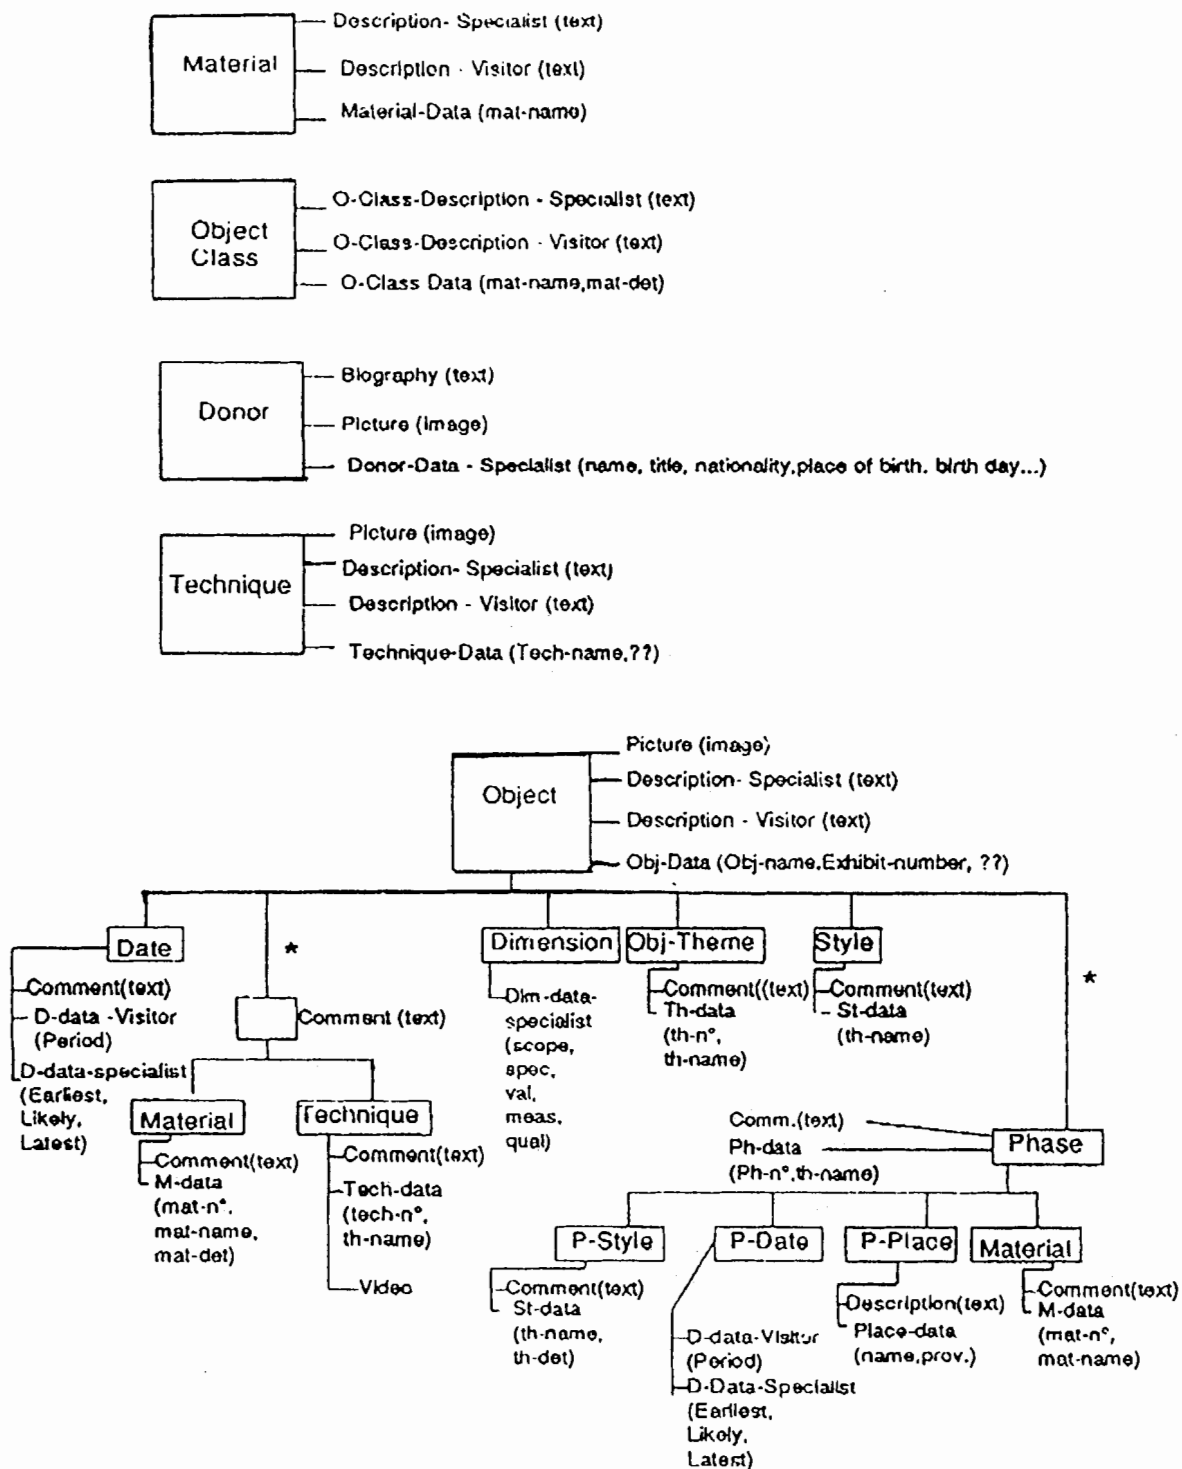 Description- Specialist (text)
Material
Description - Visitor (text)
Material-Data (mat-name)
O-Class-Description - Specialist (text)
Object
Class
O-Class-Description - Visitor (text)
O-Class Data (mat-name,mat-det)
Biography (text)
Donor
Picture (image)
Donor-Data - Specialist (name, title, nationality,place of birth. birth day...)
Picture (image)
Description- Specialist (text)
Technique
Description - Visitor (text)
Technique-Data (Tech-name,??)
Picture (image)
Description- Specialist (text)
Object
Description - Visitor (text)
Obj-Data (Obj-name,Exhibit-number, ??)
Date
*
Dimension
Obj-Theme
Style
*
Comment(text)
D-data -Visitor
(Period)
D-data-specialist
(Earliest,
Likely,
Latest)
Comment (text)
Material
Comment(text)
M-data
(mat-n°,
mat-name,
mat-det)
Technique
Comment(text)
Tech-data
(tech-n°,
th-name)
Video
Dim-data-
specialist
(scope,
spec,
val,
meas,
qual)
Comment((text)
Th-data
(th-n°,
th-name)
Comment(text)
St-data
(th-name)
Comm.(text)
Ph-data
(Ph-n°,th-name)
Phase
P-Style
Comment(text)
St-data
(th-name,
th-det)
P-Date
D-data-Visitor
(Period)
D-Data-Specialist
(Earliest,
Likely,
Latest)
P-Place
Description(text)
Place-data
(name,prov.)
Material
Comment(text)
M-data
(mat-n°,
mat-name)